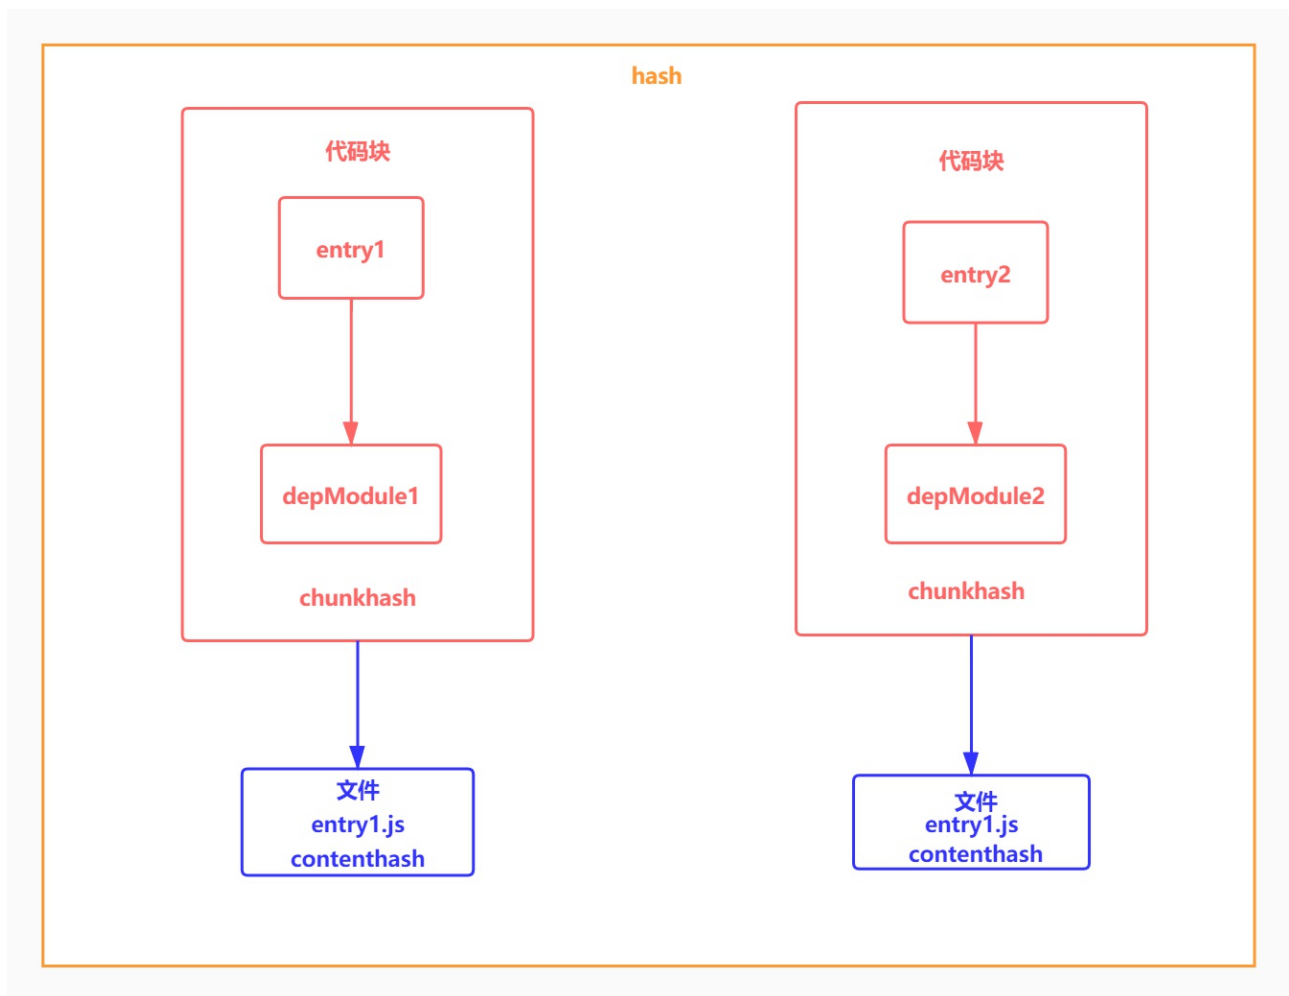 hash
代码块
entry1
depModule1
chunkhash
文件
entry1.js
contenthash
代码块
entry2
depModule2
chunkhash
文件
entry1.js
contenthash